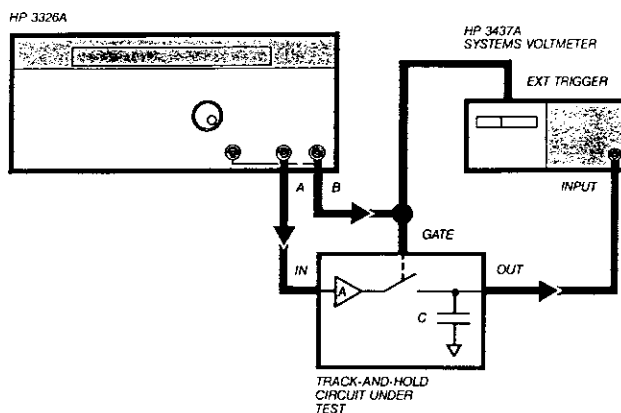 HP 3326A
HP 3437A
SYSTEMS VOLTMETER
EXT TRIGGER
A
B
INPUT
GATE
IN
OUT
A
C
TRACK-AND-HOLD
CIRCUIT UNDER
TEST